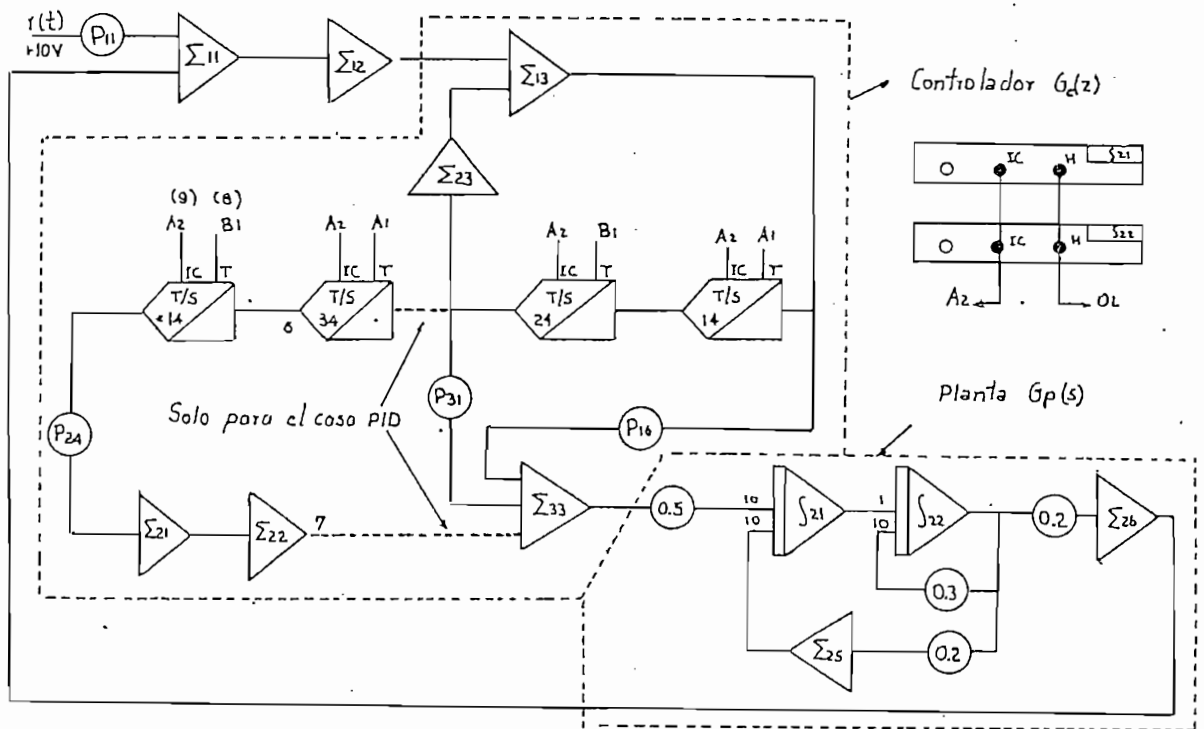 r(t)
+10V
P11
Σ11
Σ12
Σ13
Controlador Gc(z)
IC
H
∫21
IC
H
∫22
A2
OL
Σ23
(9) (8)
A2 B1
IC T
T/S
14
A2 A1
IC T
T/S
34
6
A2 B1
IC T
T/S
24
A2 A1
IC T
T/S
14
Solo para el caso PID
P31
P16
Planta Gp(s)
P24
Σ21
Σ22
7
Σ33
0.5
10
10
∫21
1
10
∫22
0.2
Σ26
0.3
Σ25
0.2